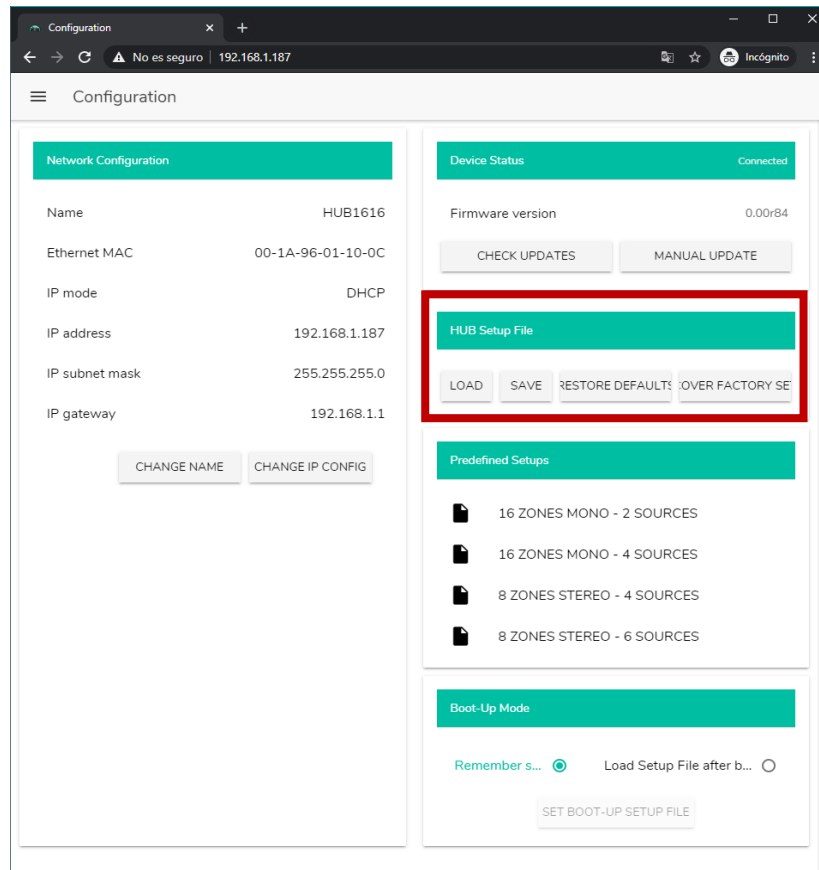 Configuration
No es seguro | 192.168.1.187
Incógnito
Configuration
Network Configuration
Name HUB1616
Ethernet MAC 00-1A-96-01-10-0C
IP mode DHCP
IP address 192.168.1.187
IP subnet mask 255.255.255.0
IP gateway 192.168.1.1
CHANGE NAME CHANGE IP CONFIG
Device Status Connected
Firmware version 0.00r84
CHECK UPDATES MANUAL UPDATE
HUB Setup File
LOAD SAVE RESTORE DEFAULTS COVER FACTORY SE
Predefined Setups
16 ZONES MONO - 2 SOURCES
16 ZONES MONO - 4 SOURCES
8 ZONES STEREO - 4 SOURCES
8 ZONES STEREO - 6 SOURCES
Boot-Up Mode
Remember s... Load Setup File after b...
SET BOOT-UP SETUP FILE